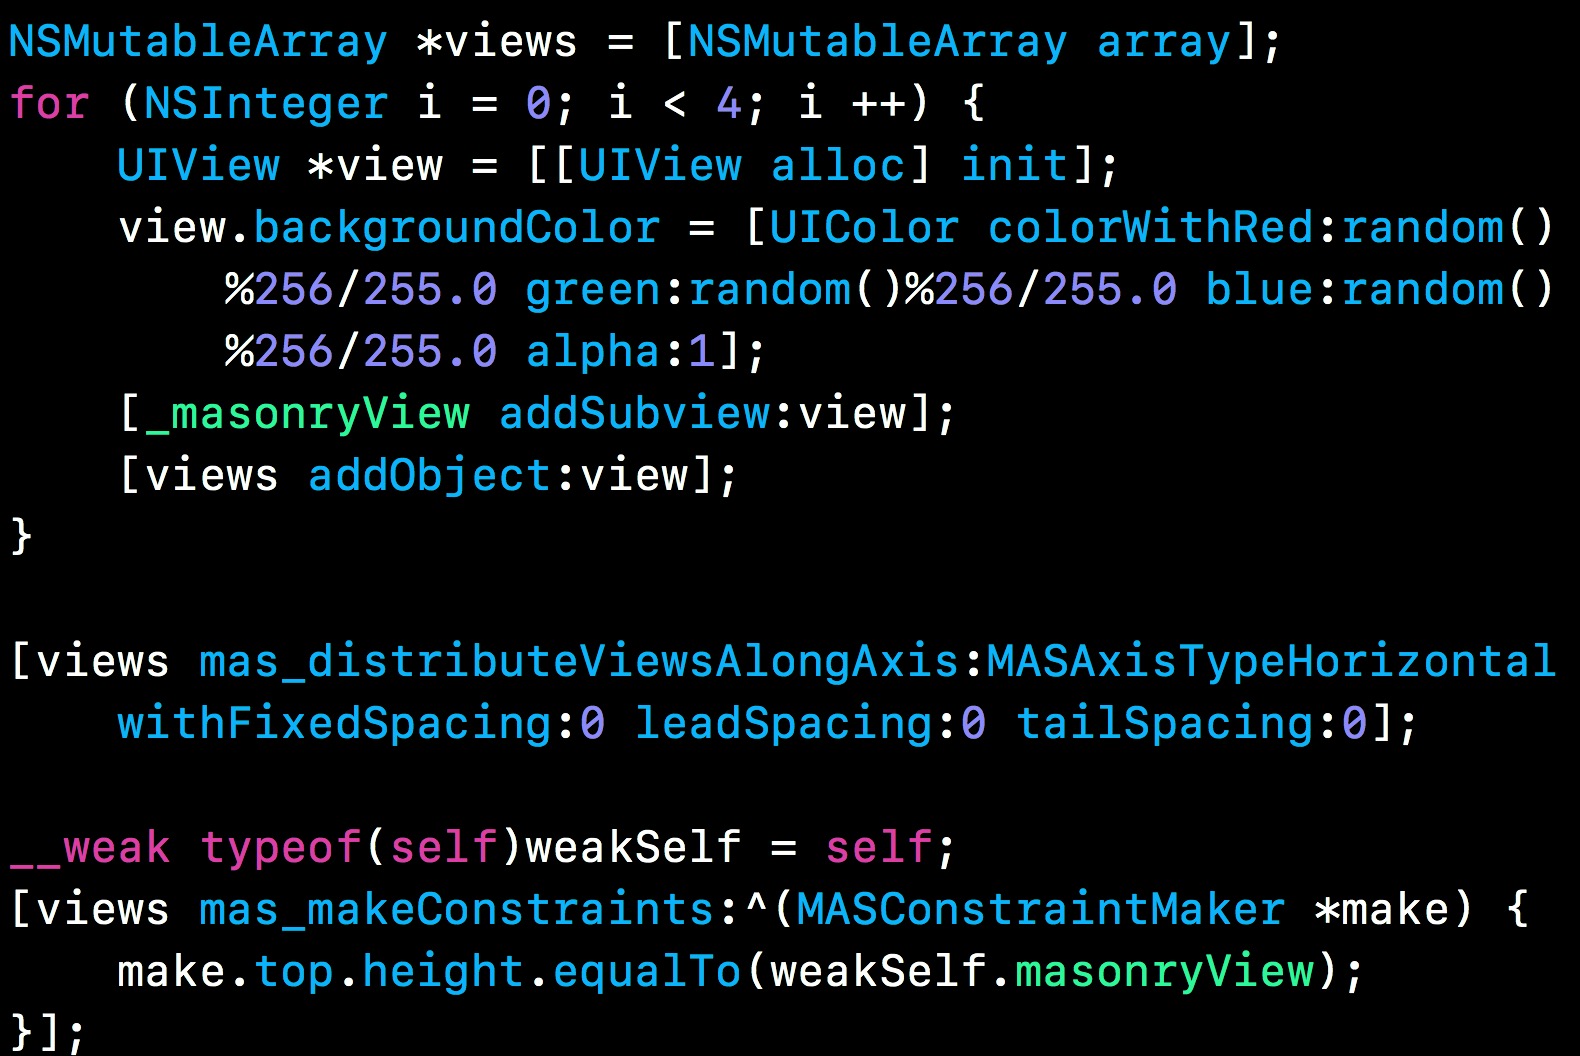 NSMutableArray *views = [NSMutableArray array];
for (NSInteger i = 0; i < 4; i ++) {
    UIView *view = [[UIView alloc] init];
    view.backgroundColor = [UIColor colorWithRed:random()
        %256/255.0 green:random()%256/255.0 blue:random()
        %256/255.0 alpha:1];
    [_masonryView addSubview:view];
    [views addObject:view];
}
[views mas_distributeViewsAlongAxis:MASAxisTypeHorizontal
    withFixedSpacing:0 leadSpacing:0 tailSpacing:0];
__weak typeof(self)weakSelf = self;
[views mas_makeConstraints:^(MASConstraintMaker *make) {
    make.top.height.equalTo(weakSelf.masonryView);
}];